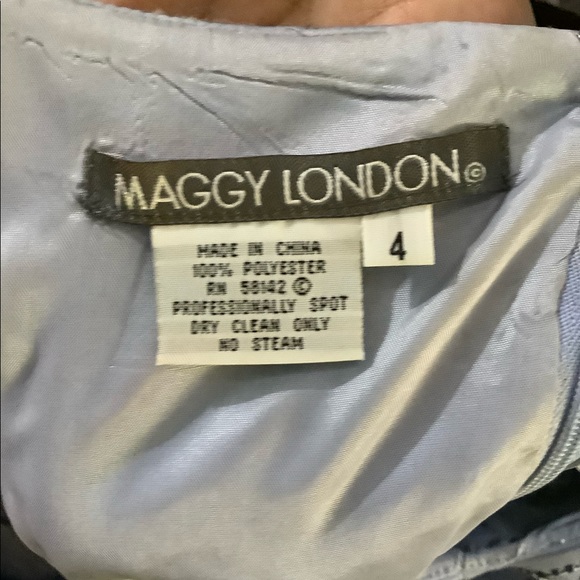 MAGGY LONDON©
4
MADE IN CHINA
100% POLYESTER
RN 58142 ©
PROFESSIONALLY SPOT
DRY CLEAN ONLY
NO STEAM